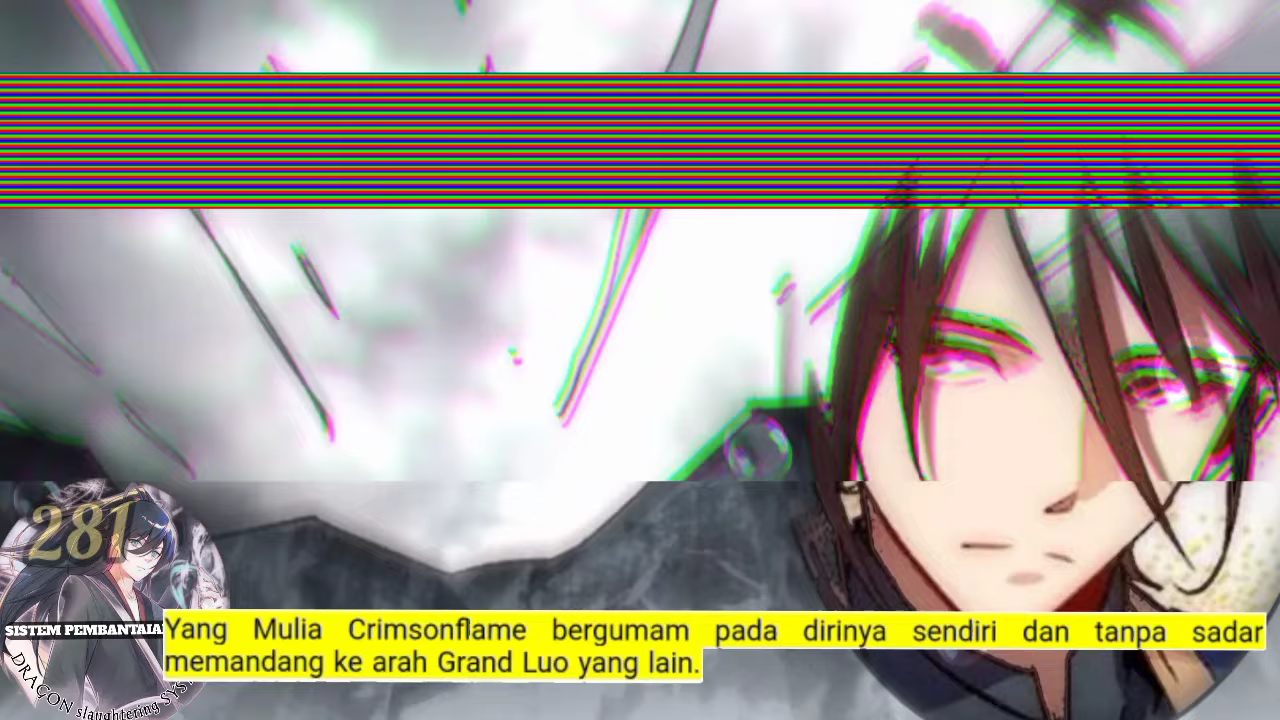 281
SISTEM PEMBANTAIA
DRAGON slaughtering SYS
Yang Mulia Crimsonflame bergumam pada dirinya sendiri dan tanpa sadar
memandang ke arah Grand Luo yang lain.